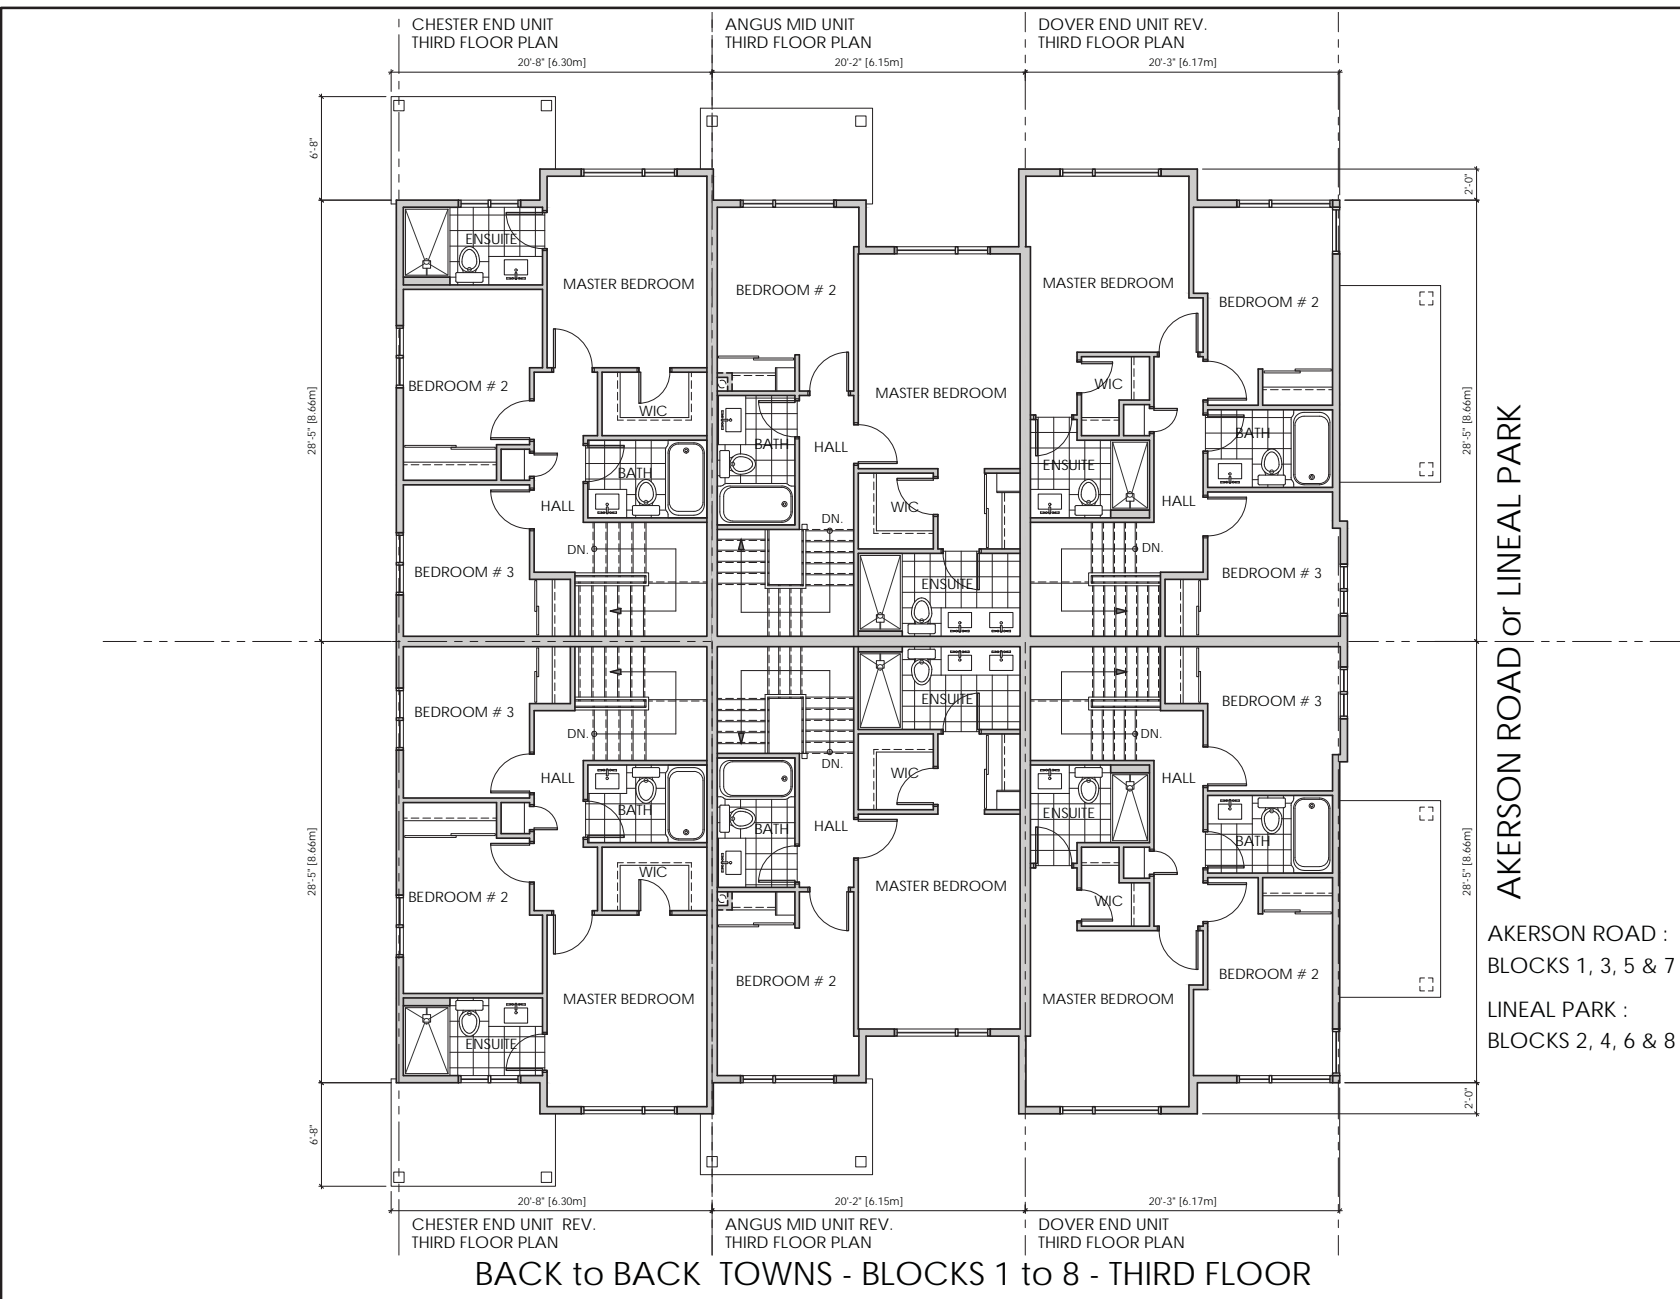 CHESTER END UNIT
THIRD FLOOR PLAN
ANGUS MID UNIT
THIRD FLOOR PLAN
DOVER END UNIT REV.
THIRD FLOOR PLAN
20'-8" [6.30m]
20'-2" [6.15m]
20'-3" [6.17m]
6'-8"
2'-0"
ENSUITE
MASTER BEDROOM
BEDROOM # 2
MASTER BEDROOM
BEDROOM # 2
BEDROOM # 2
MASTER BEDROOM
WIC
WIC
28'-5" [8.66m]
28'-5" [8.66m]
BATH
HALL
BATH
BATH
ENSUITE
HALL
WIC
HALL
DN.
DN.
DN.
BEDROOM # 3
ENSUITE
BEDROOM # 3
BEDROOM # 3
ENSUITE
BEDROOM # 3
DN.
DN.
DN.
HALL
WIC
HALL
BATH
BATH
HALL
ENSUITE
BATH
28'-5" [8.66m]
28'-5" [8.66m]
WIC
MASTER BEDROOM
BEDROOM # 2
WIC
MASTER BEDROOM
BEDROOM # 2
MASTER BEDROOM
BEDROOM # 2
ENSUITE
6'-8"
2'-0"
AKERSON ROAD or LINEAL PARK
AKERSON ROAD :
BLOCKS 1, 3, 5 & 7
LINEAL PARK :
BLOCKS 2, 4, 6 & 8
20'-8" [6.30m]
20'-2" [6.15m]
20'-3" [6.17m]
CHESTER END UNIT REV.
THIRD FLOOR PLAN
ANGUS MID UNIT REV.
THIRD FLOOR PLAN
DOVER END UNIT
THIRD FLOOR PLAN
BACK to BACK TOWNS - BLOCKS 1 to 8 - THIRD FLOOR